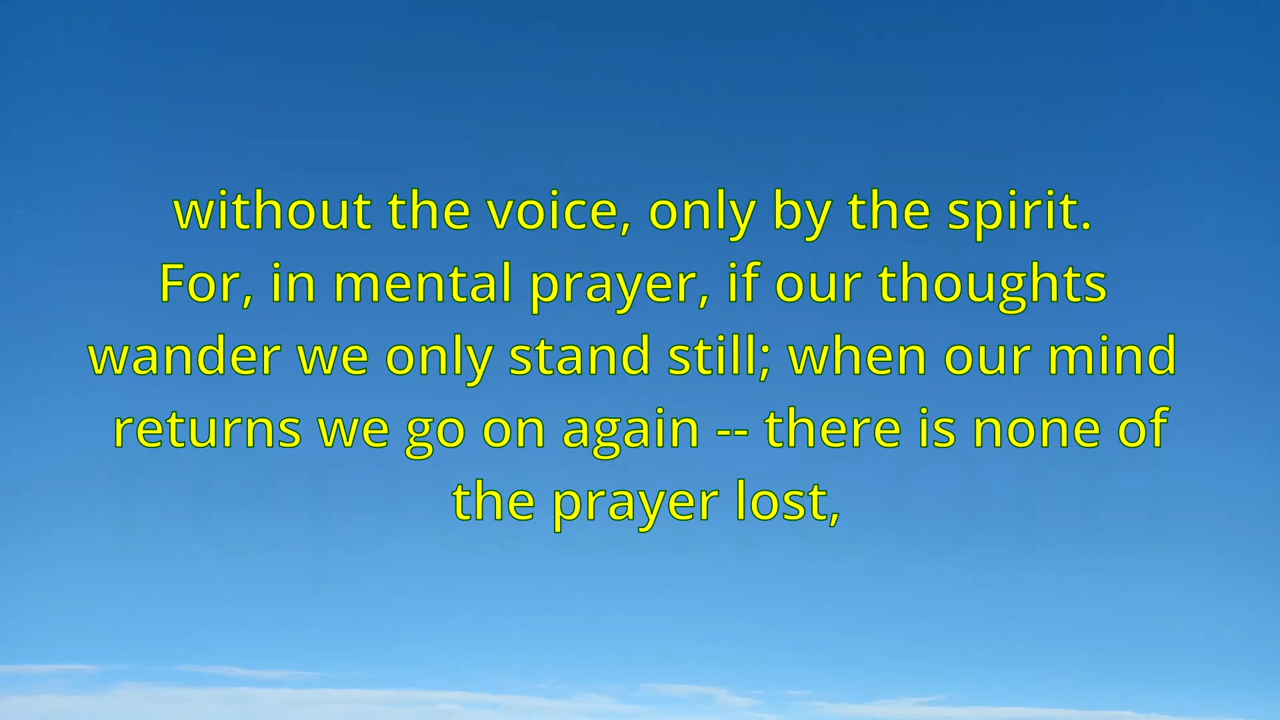 without the voice, only by the spirit.
For, in mental prayer, if our thoughts
wander we only stand still; when our mind
returns we go on again -- there is none of
the prayer lost,